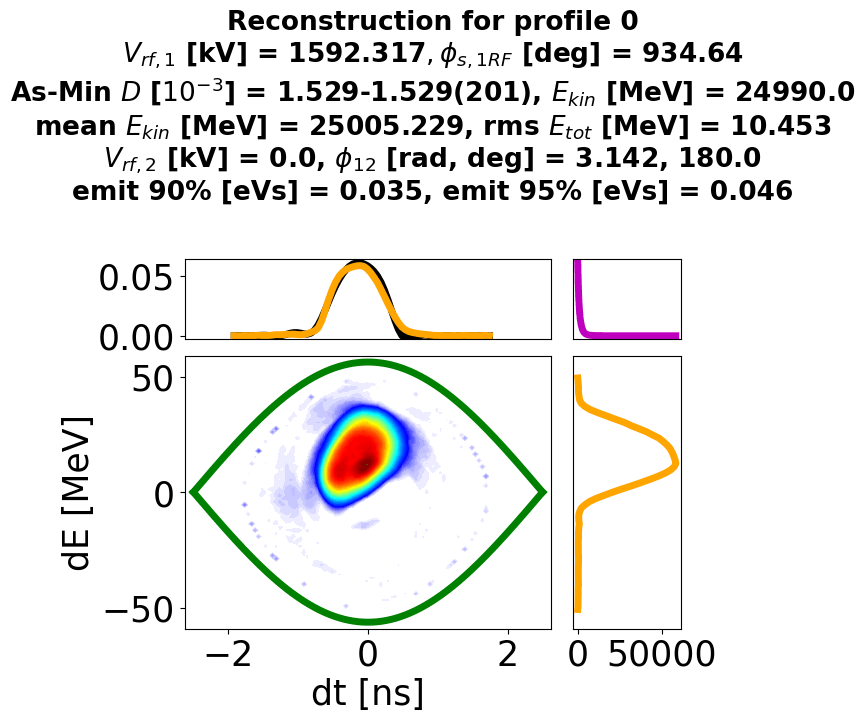 Reconstruction for profile 0
$V_{rf,1}$ [kV] = 1592.317, $\phi_{s,1RF}$ [deg] = 934.64
As-Min $D$ [$10^{-3}$] = 1.529-1.529(201), $E_{kin}$ [MeV] = 24990.0
mean $E_{kin}$ [MeV] = 25005.229, rms $E_{tot}$ [MeV] = 10.453
$V_{rf,2}$ [kV] = 0.0, $\phi_{12}$ [rad, deg] = 3.142, 180.0
emit 90% [eVs] = 0.035, emit 95% [eVs] = 0.046
0.05
0.00
50
0
−50
dE [MeV]
−2 0 2
0 50000
dt [ns]